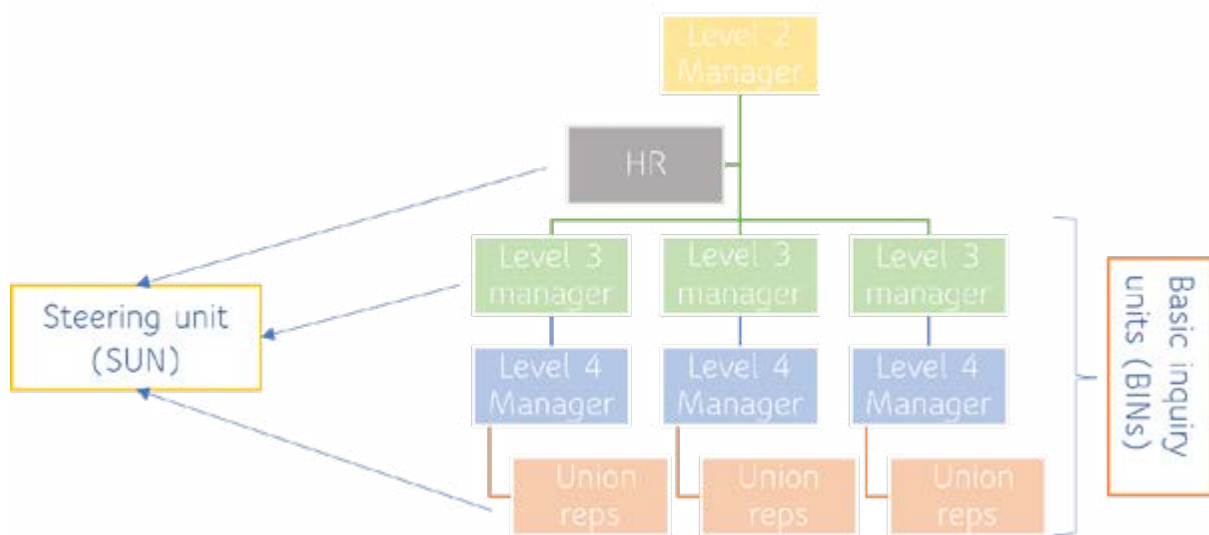 Level 2
Manager
HR
Level 3
manager
Level 3
manager
Level 3
manager
Steering unit
(SUN)
Level 4
Manager
Level 4
Manager
Level 4
Manager
Union
reps
Union
reps
Union
reps
Basic inquiry
units (BINs)